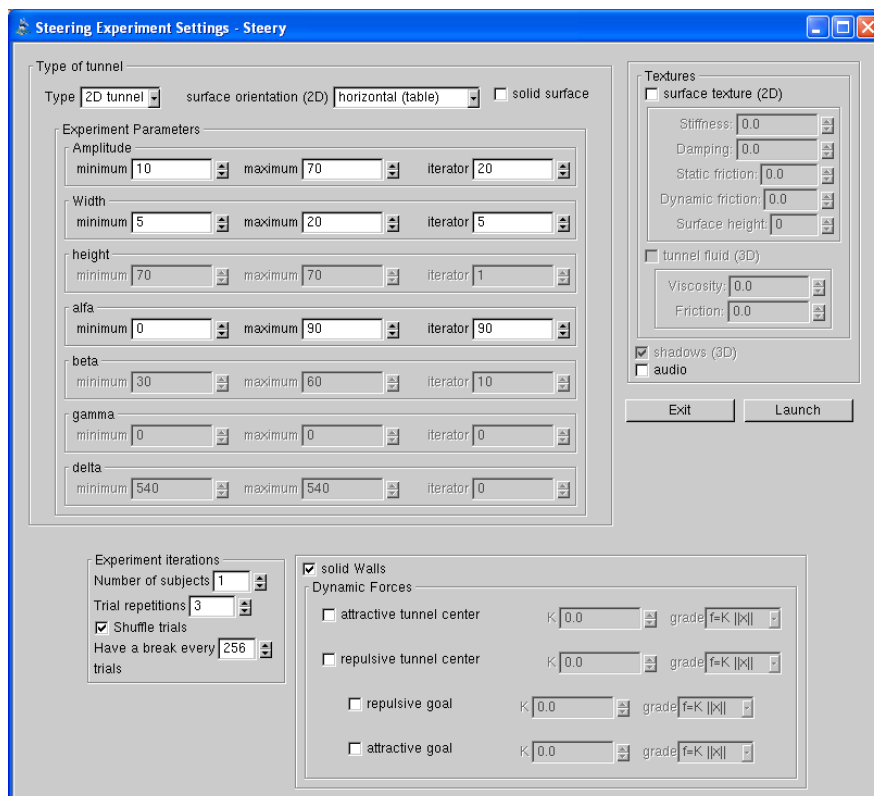 Steering Experiment Settings - Steery
Type of tunnel
Type 2D tunnel surface orientation (2D) horizontal (table) solid surface
Experiment Parameters
Amplitude
minimum 10 maximum 70 iterator 20
Width
minimum 5 maximum 20 iterator 5
height
minimum 70 maximum 70 iterator 1
alfa
minimum 0 maximum 90 iterator 90
beta
minimum 30 maximum 60 iterator 10
gamma
minimum 0 maximum 0 iterator 0
delta
minimum 540 maximum 540 iterator 0
Textures
surface texture (2D)
Stiffness: 0.0
Damping: 0.0
Static friction: 0.0
Dynamic friction: 0.0
Surface height: 0
tunnel fluid (3D)
Viscosity: 0.0
Friction: 0.0
shadows (3D)
audio
Exit Launch
Experiment iterations
Number of subjects 1
Trial repetitions 3
Shuffle trials
Have a break every 256
trials
solid Walls
Dynamic Forces
attractive tunnel center K 0.0 grade f=K ||x||
repulsive tunnel center K 0.0 grade f=K ||x||
repulsive goal K 0.0 grade f=K ||x||
attractive goal K 0.0 grade f=K ||x||